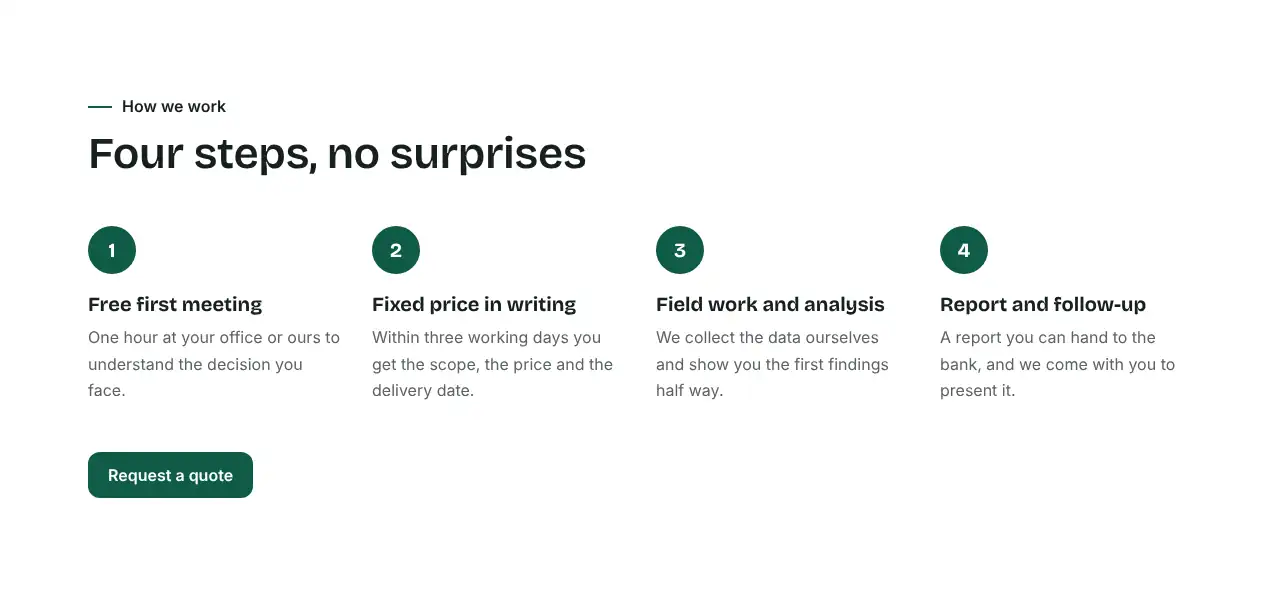 How we work
Four steps, no surprises
1
Free first meeting
One hour at your office or ours to
understand the decision you
face.
2
Fixed price in writing
Within three working days you
get the scope, the price and the
delivery date.
3
Field work and analysis
We collect the data ourselves
and show you the first findings
half way.
4
Report and follow-up
A report you can hand to the
bank, and we come with you to
present it.
Request a quote